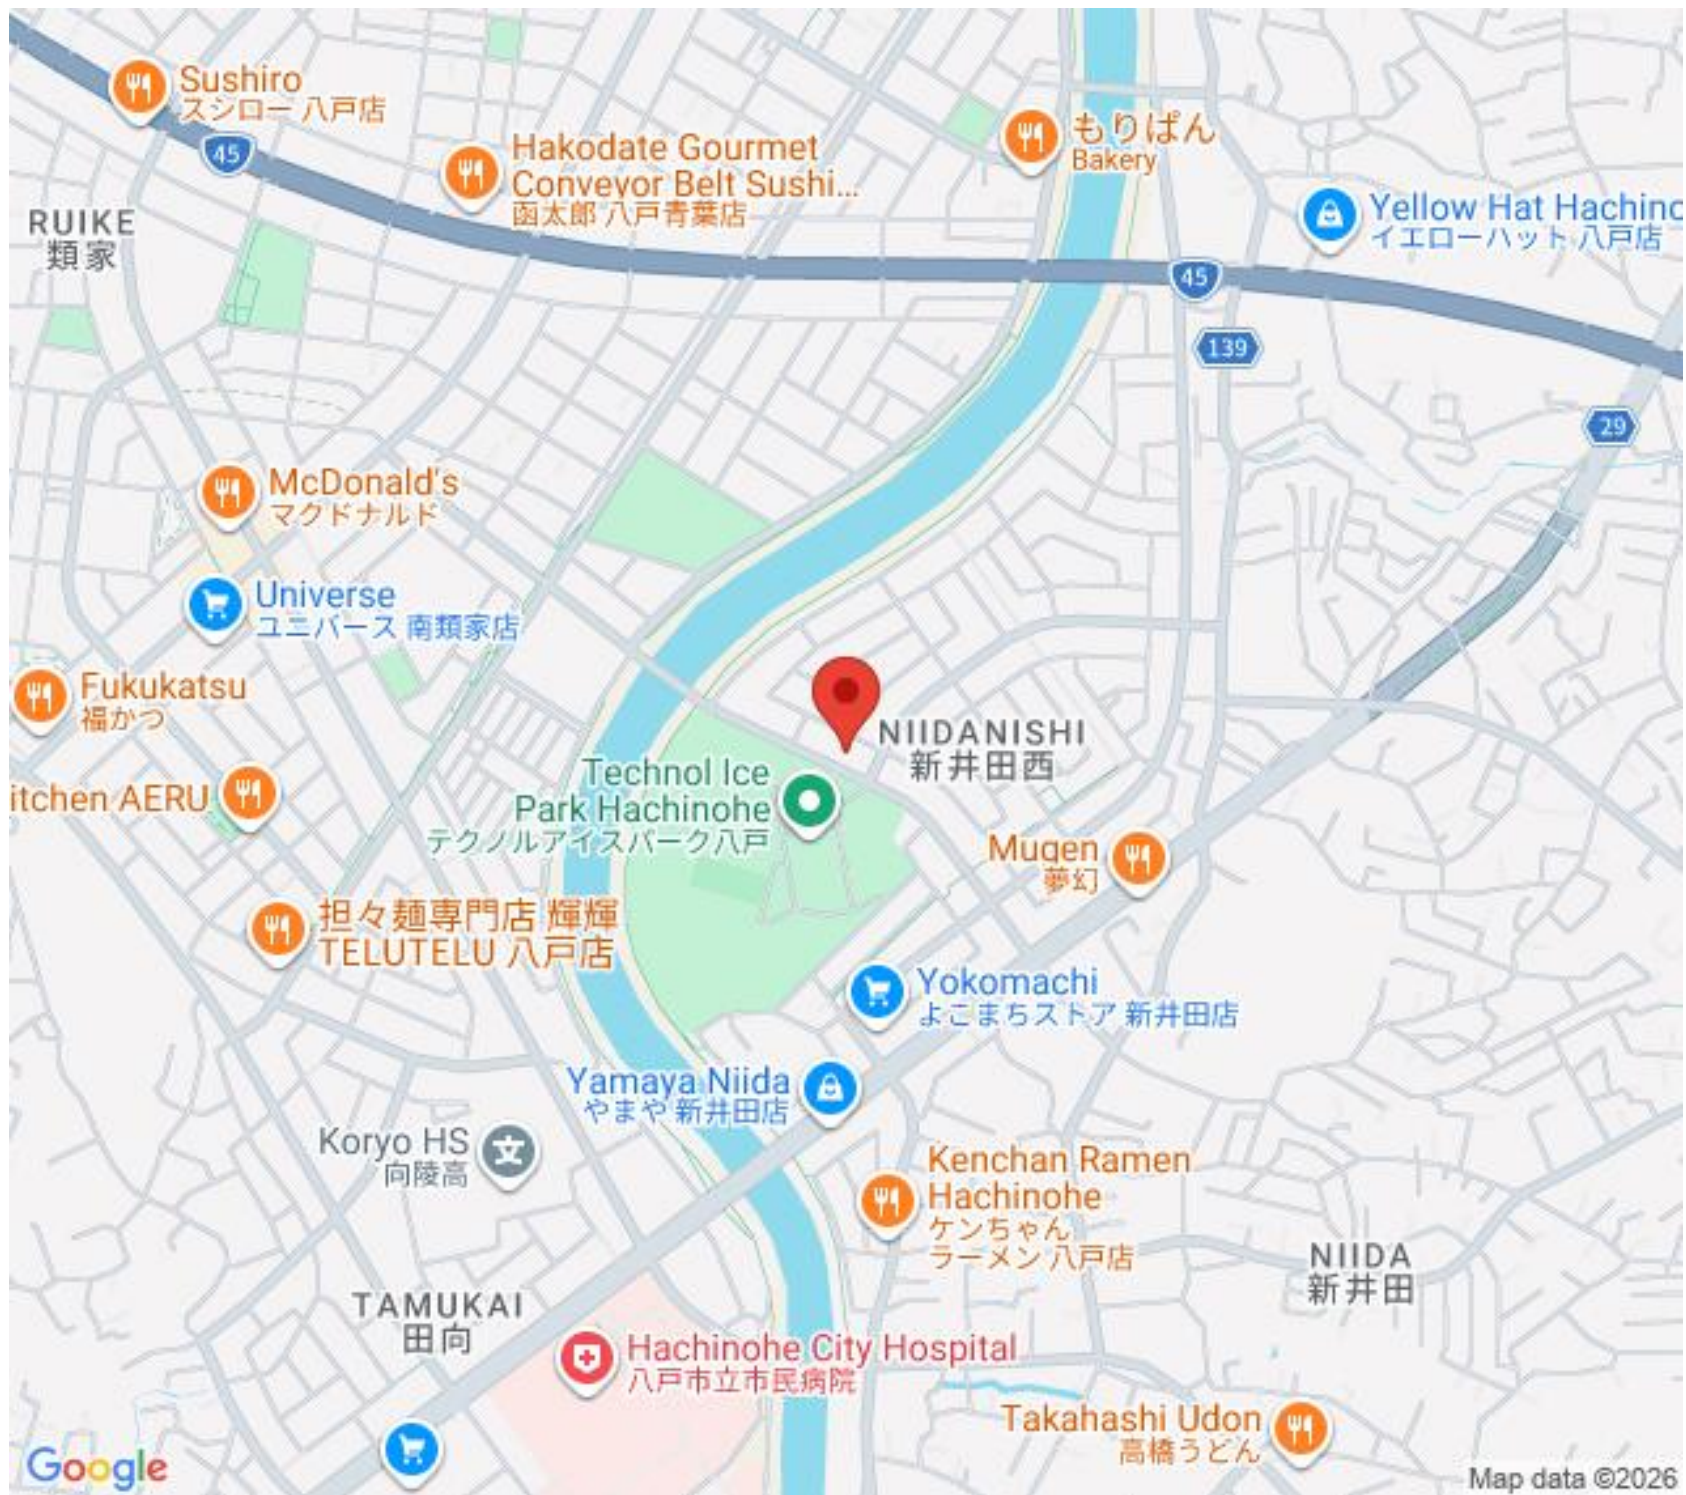 Sushiro
スシロー 八戸店
45
Hakodate Gourmet
Conveyor Belt Sushi...
函太郎 八戸青葉店
もりぱん
Bakery
RUIKE
類家
Yellow Hat Hachino
イエローハット 八戸店
45
139
29
McDonald's
マクドナルド
Universe
ユニバース 南類家店
Fukukatsu
福かつ
NIIDANISHI
新井田西
Technol Ice
Park Hachinohe
テクノルアイスパーク八戸
itchen AERU
Mugen
夢幻
担々麺専門店 輝輝
TELUTELU 八戸店
Yokomachi
よこまちストア 新井田店
Yamaya Niida
やまや 新井田店
Koryo HS
向陵高
文
Kenchan Ramen
Hachinohe
ケンちゃん
ラーメン 八戸店
NIIDA
新井田
TAMUKAI
田向
Hachinohe City Hospital
八戸市立市民病院
Takahashi Udon
高橋うどん
Google
Map data ©2026